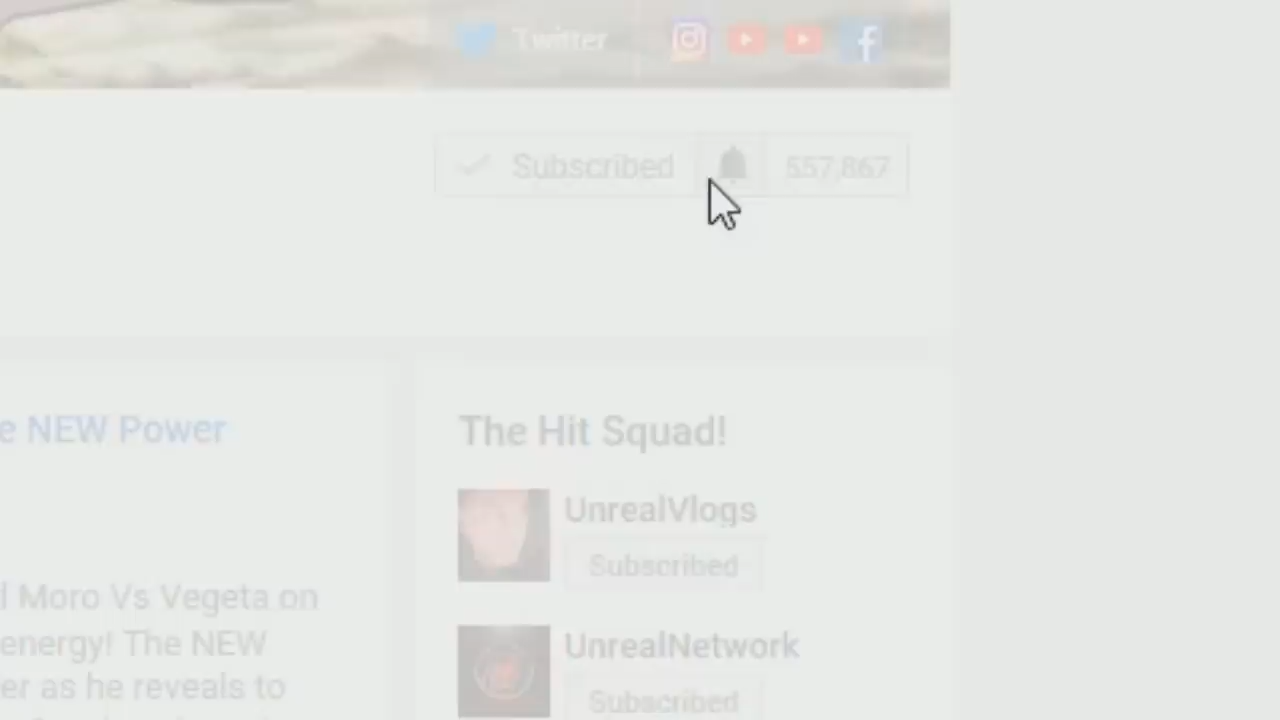 Twitter
Subscribed 557,867
e NEW Power
The Hit Squad!
UnrealVlogs
Subscribed
l Moro Vs Vegeta on
energy! The NEW
er as he reveals to
UnrealNetwork
Subscribed